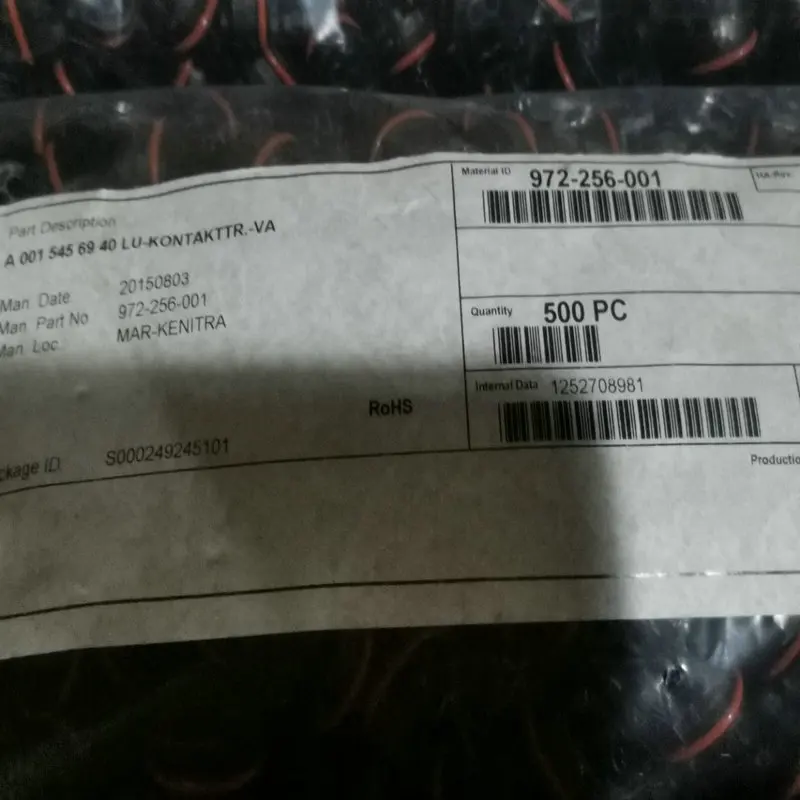 Part Description
A 001 545 69 40 LU-KONTAKTTR.-VA
Man. Date 20150803
Man. Part No 972-256-001
Man. Loc. MAR-KENITRA
RoHS
ckage ID S000249245101
Material ID 972-256-001
Quantity 500 PC
Internal Data 1252708981
Productio